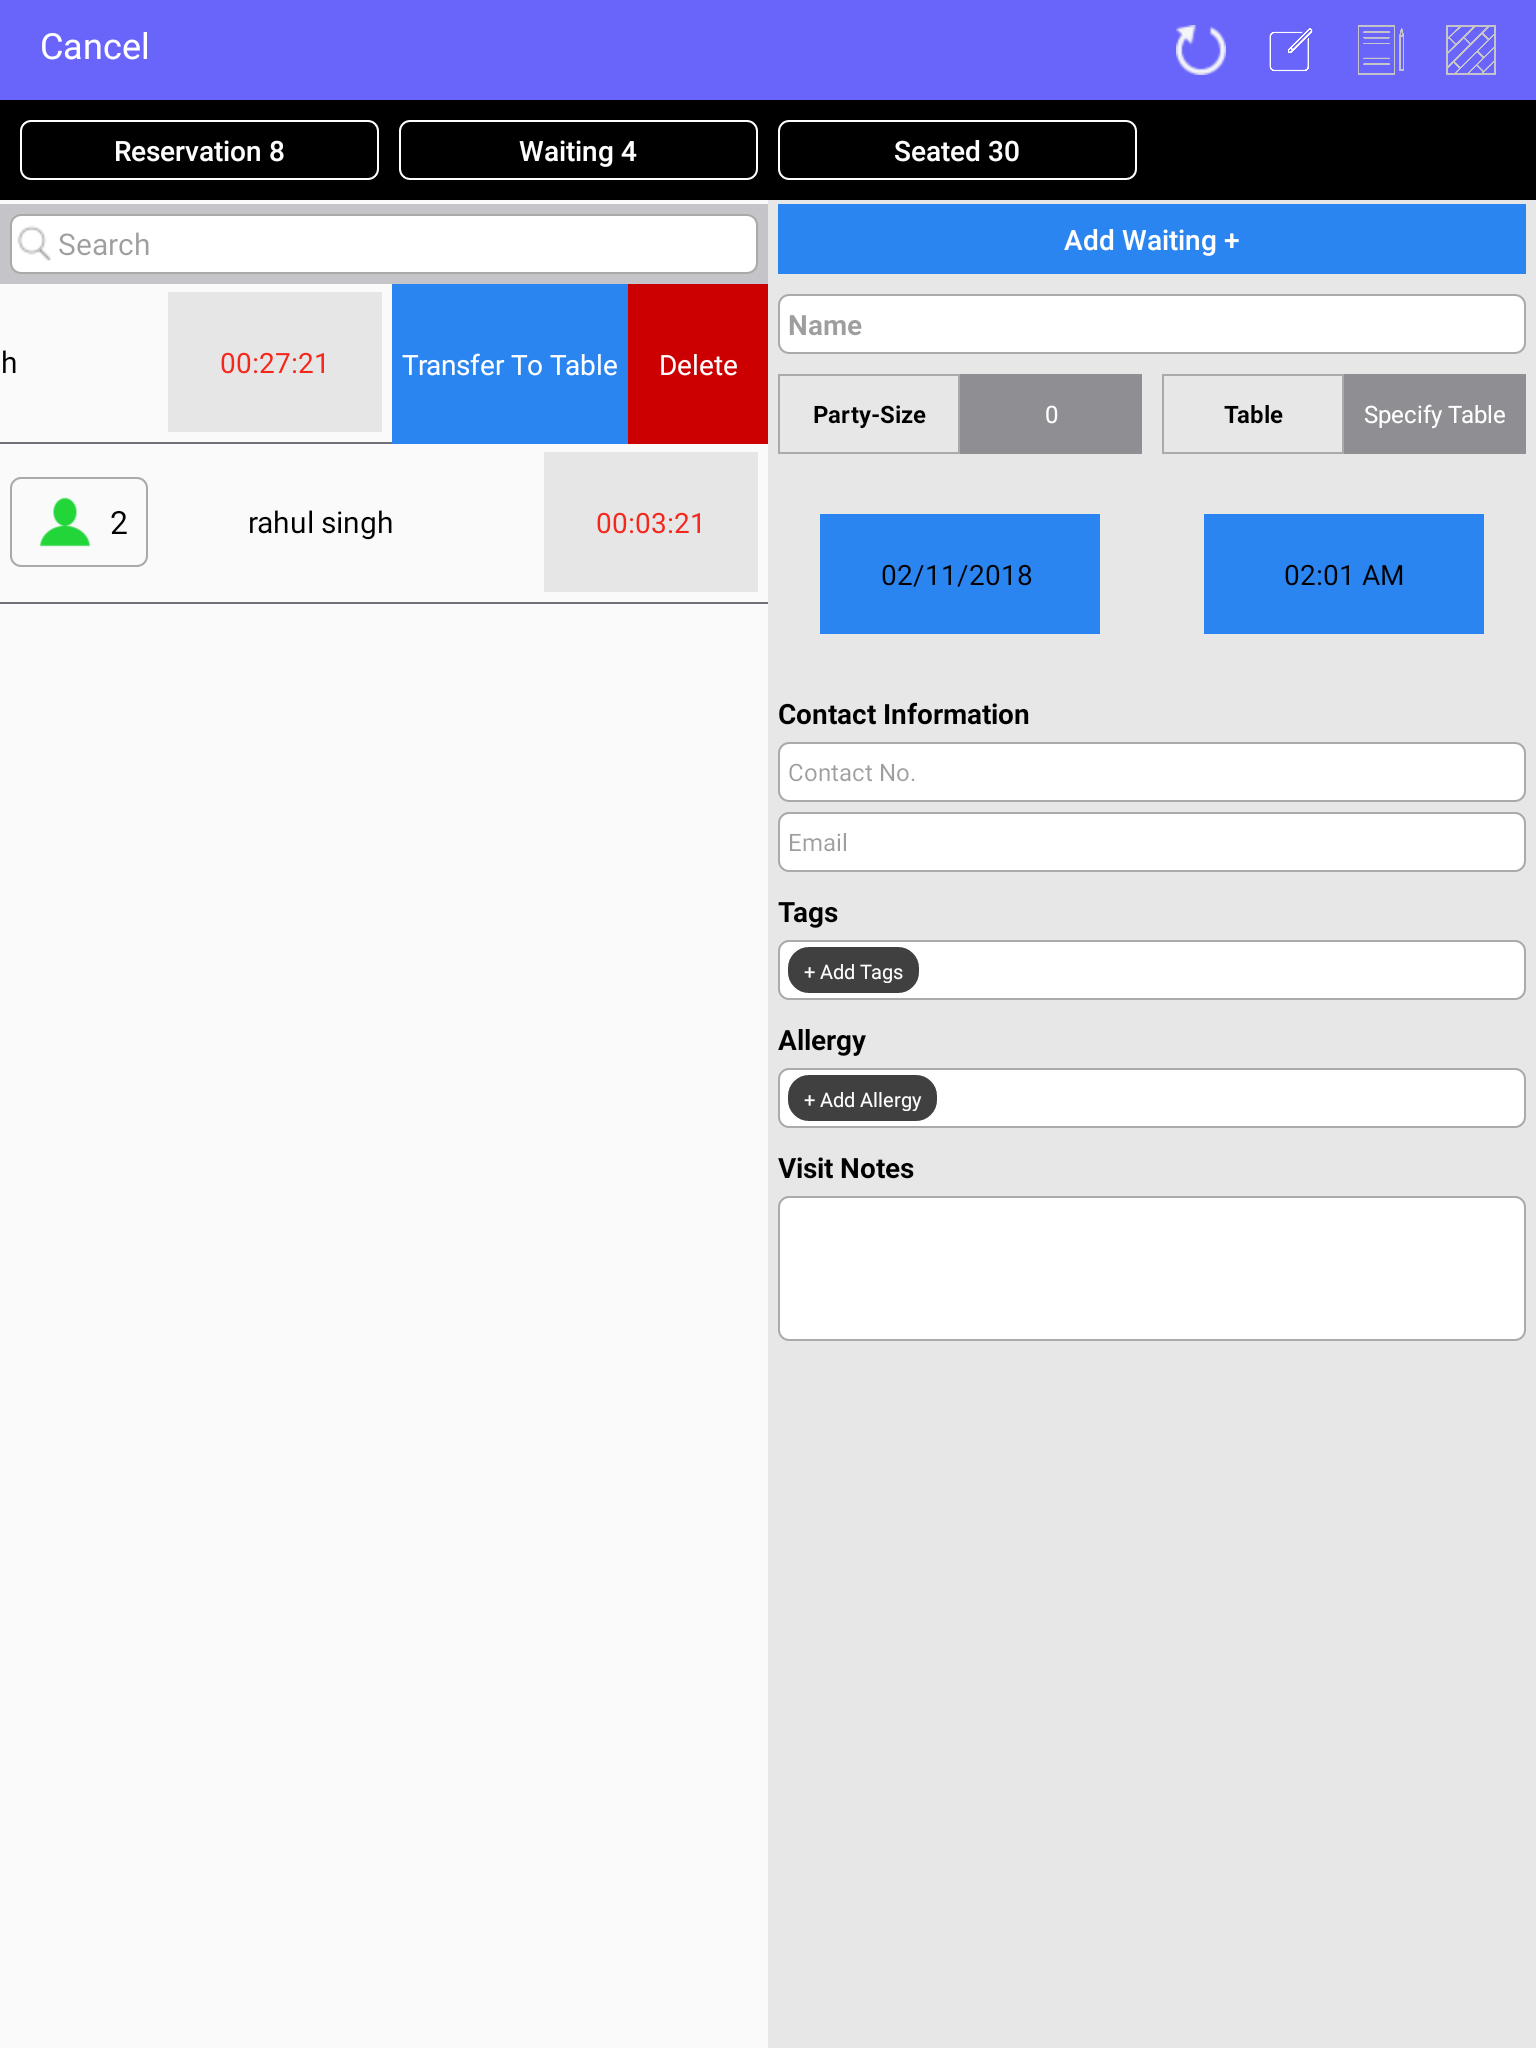 Cancel
Reservation 8
Waiting 4
Seated 30
Search
h
00:27:21
Transfer To Table
Delete
2
rahul singh
00:03:21
Add Waiting +
Name
Party-Size
0
Table
Specify Table
02/11/2018
02:01 AM
Contact Information
Contact No.
Email
Tags
+ Add Tags
Allergy
+ Add Allergy
Visit Notes